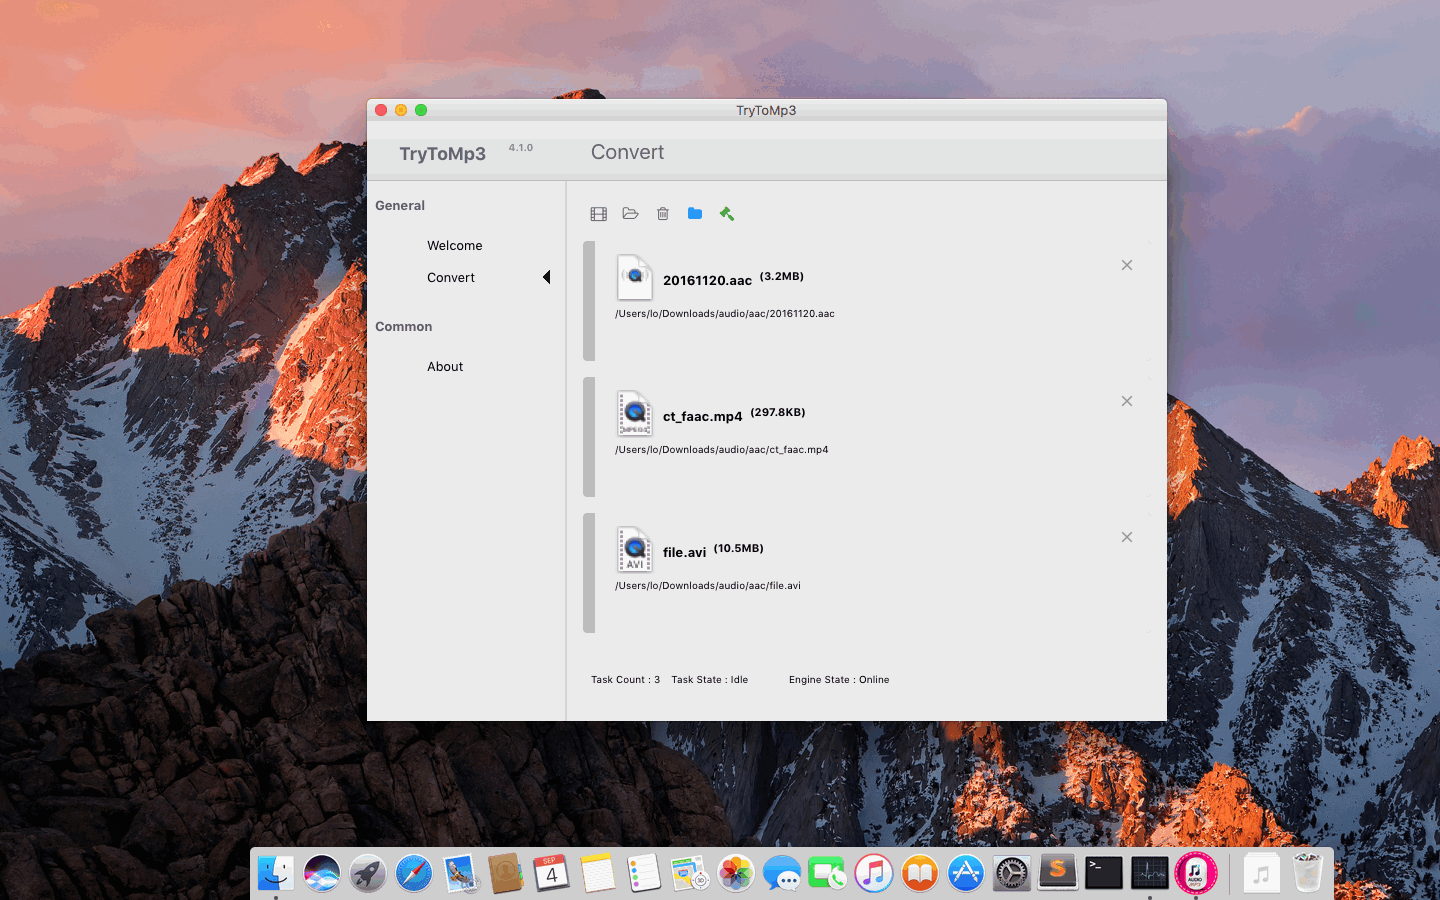 TryToMp3
TryToMp3 4.1.0
Convert
General
Welcome
Convert
Common
About
20161120.aac (3.2MB)
/Users/lo/Downloads/audio/aac/20161120.aac
ct_faac.mp4 (297.8KB)
/Users/lo/Downloads/audio/aac/ct_faac.mp4
AVI
file.avi (10.5MB)
/Users/lo/Downloads/audio/aac/file.avi
Task Count : 3 Task State : Idle Engine State : Online
SEP
4
S
>_
AUDIO
MP3